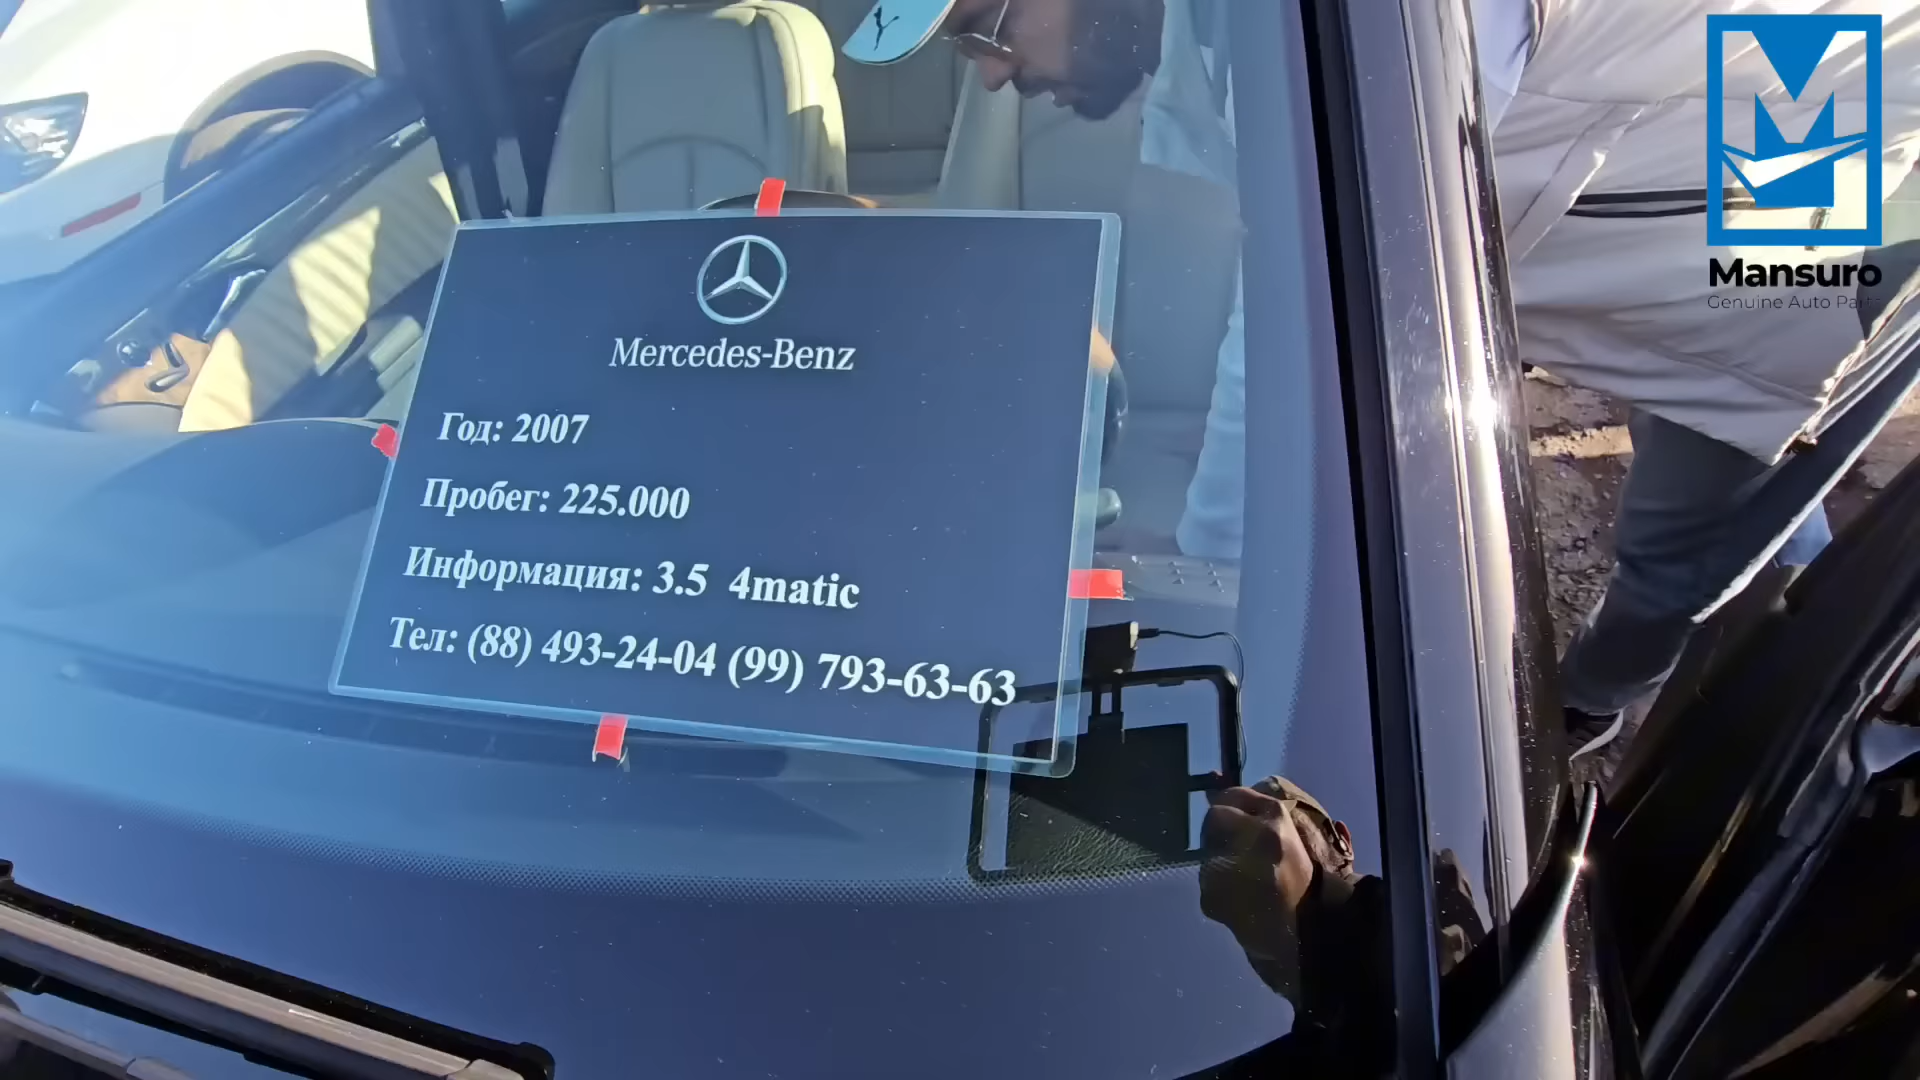 Mercedes-Benz
Год: 2007
Пробег: 225.000
Информация: 3.5 4matic
Тел: (88) 493-24-04 (99) 793-63-63
Mansuro
Genuine Auto Parts